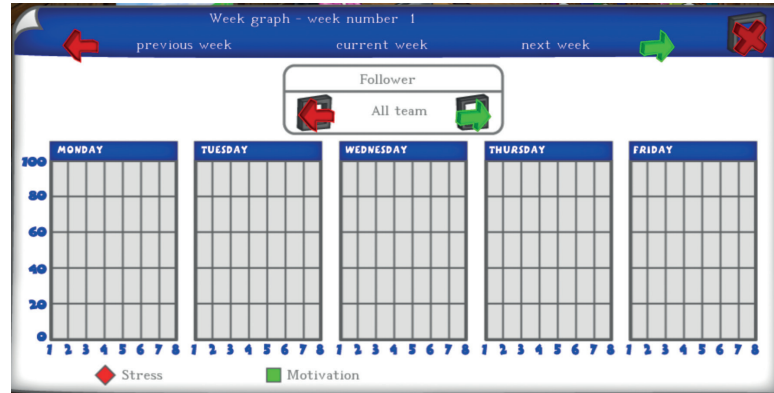 Week graph - week number 1
previous week current week next week
Follower
All team
MONDAY TUESDAY WEDNESDAY THURSDAY FRIDAY
100
80
60
40
20
0
1 2 3 4 5 6 7 8 1 2 3 4 5 6 7 8 1 2 3 4 5 6 7 8 1 2 3 4 5 6 7 8 1 2 3 4 5 6 7 8
Stress Motivation